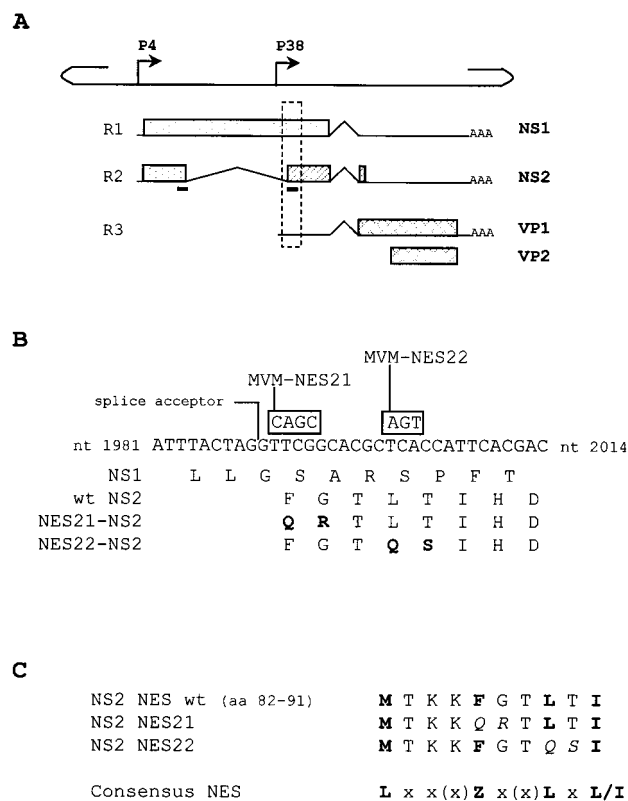 A
P4 P38
R1 AAA NS1
R2 AAA NS2
R3 AAA VP1
VP2
B
MVM-NES22
MVM-NES21
splice acceptor CAGC AGT
nt 1981 ATTTACTAGGTTCGGCACGCTCACCATTCACGAC nt 2014
NS1 L L G S A R S P F T
wt NS2 F G T L T I H D
NES21-NS2 Q R T L T I H D
NES22-NS2 F G T Q S I H D
C
NS2 NES wt (aa 82-91) M T K K F G T L T I
NS2 NES21 M T K K Q R T L T I
NS2 NES22 M T K K F G T Q S I
Consensus NES L x x(x)Z x(x)L x L/I